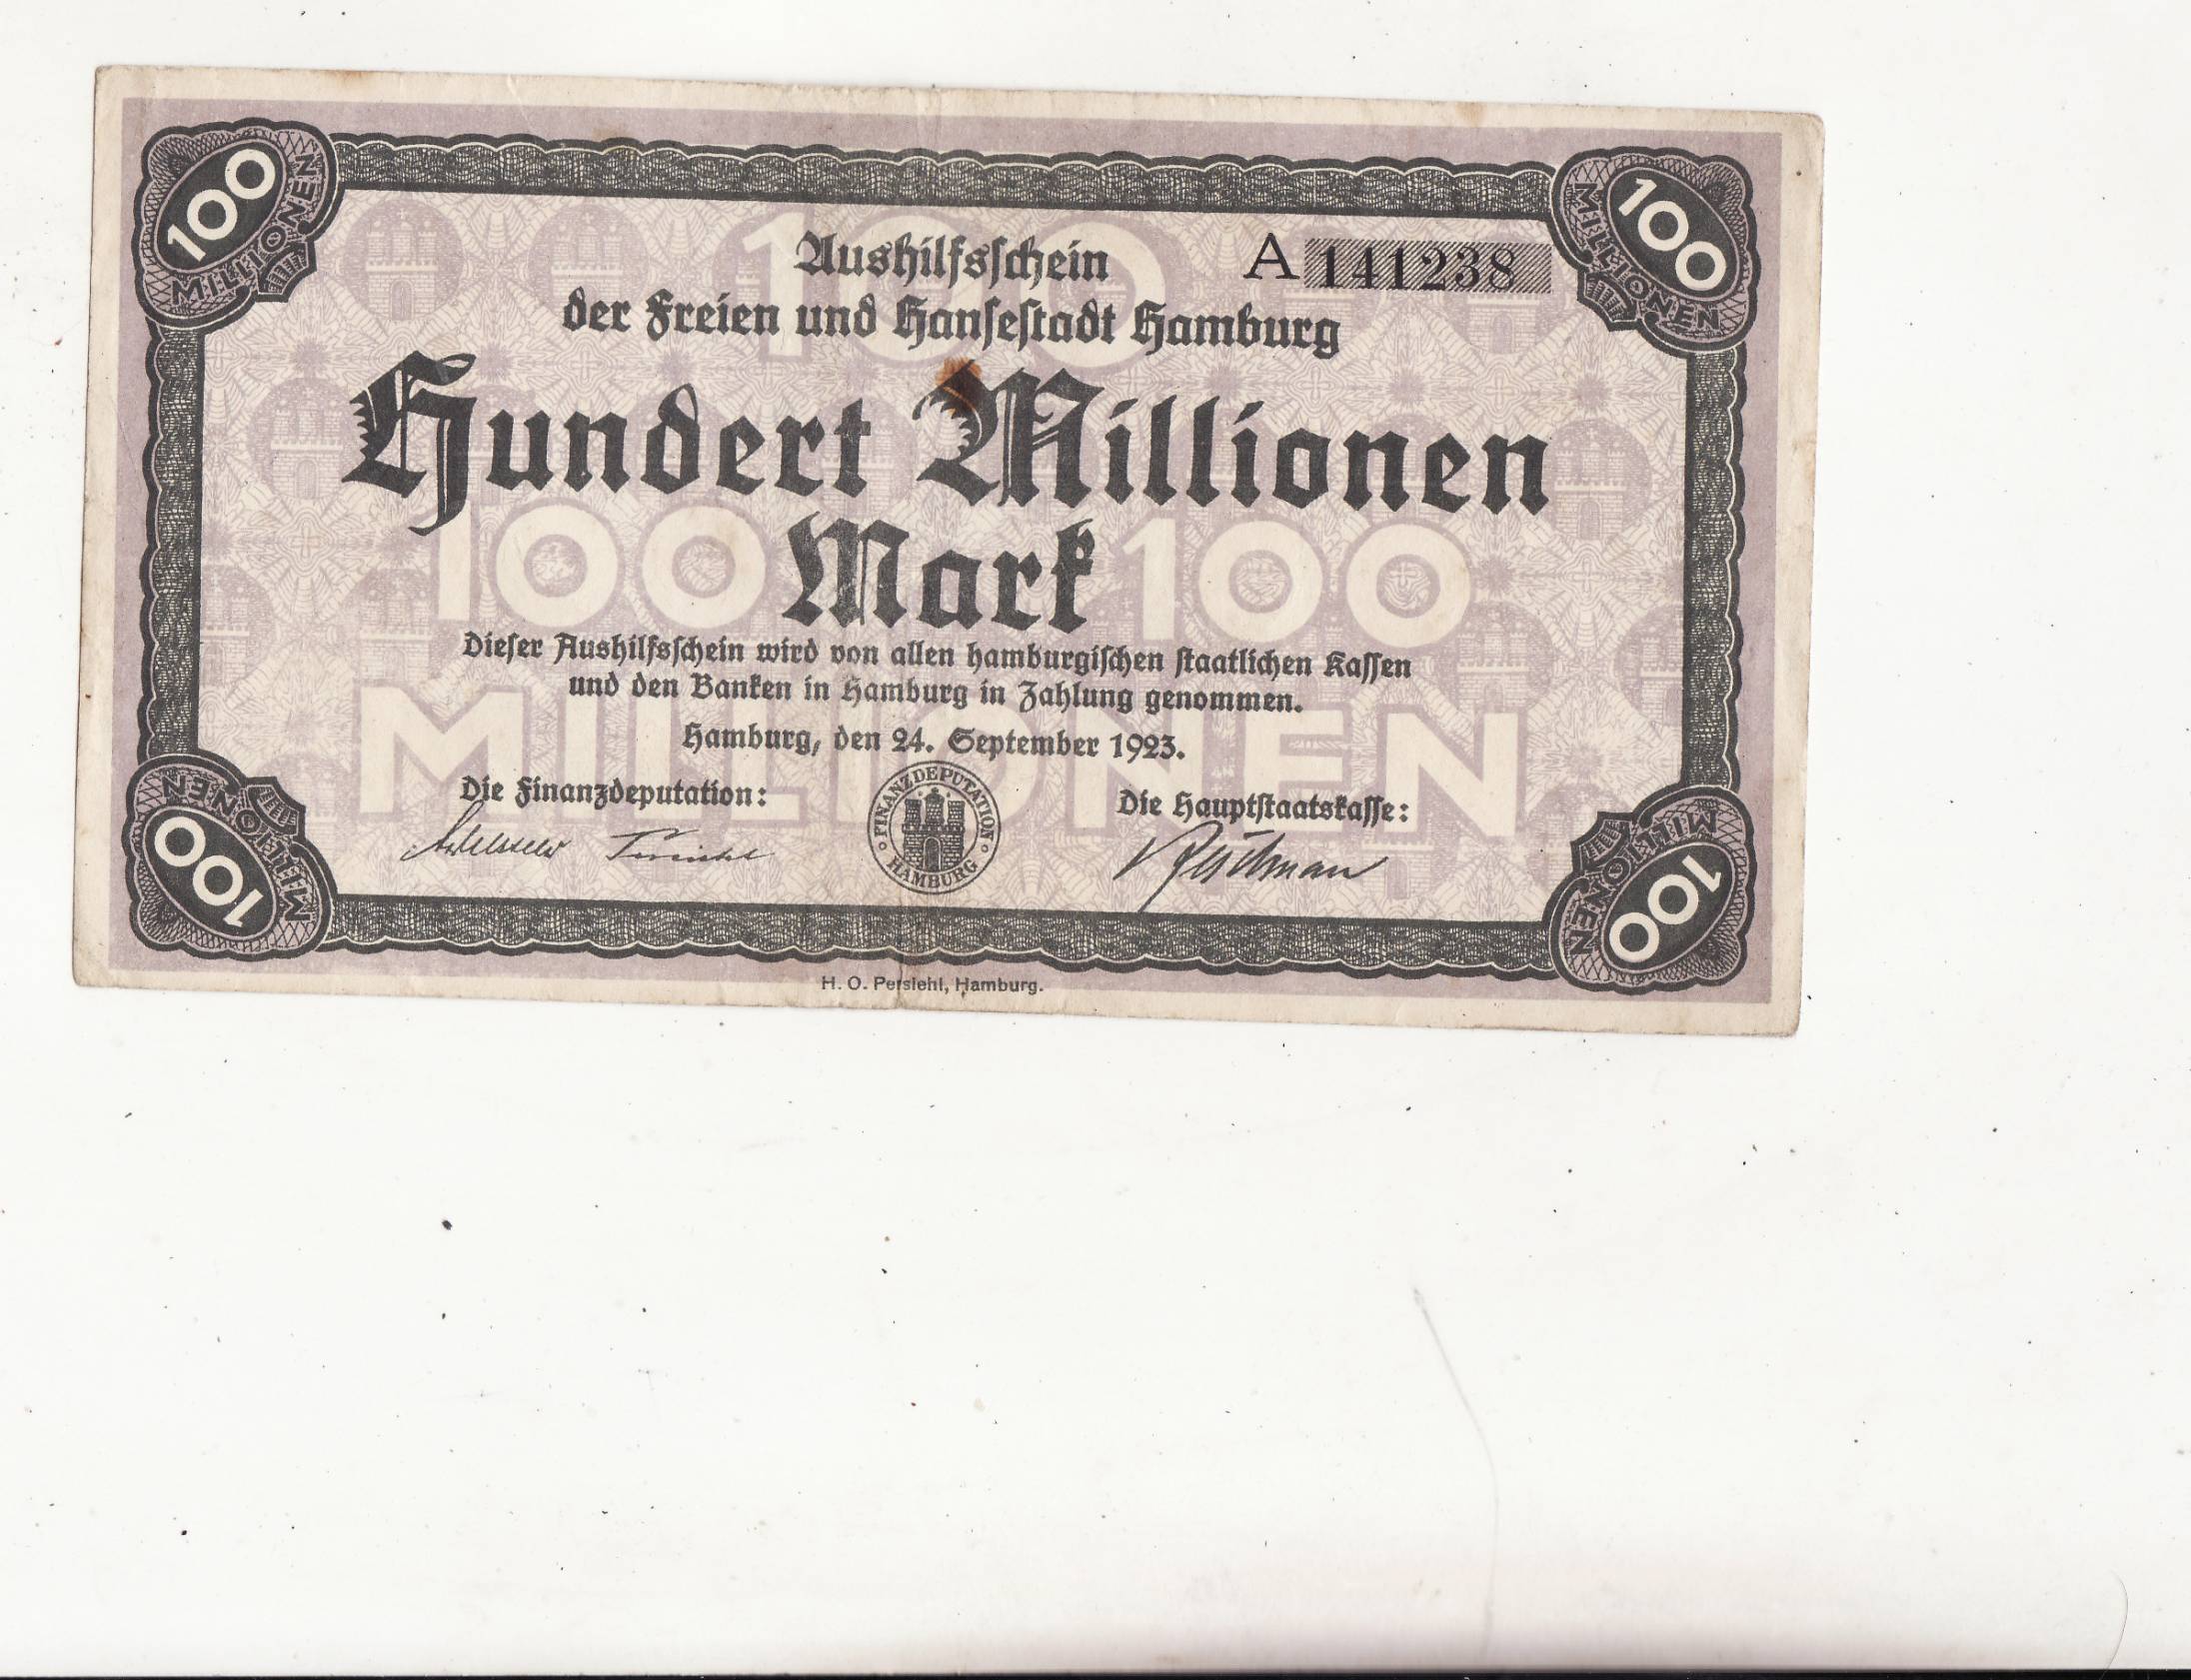 100
MILLIONEN
100
MILLIONEN
100
Aushilfsschein
A 141238
der Freien und Hansestadt Hamburg
Hundert Millionen
Mark
100 100
Dieser Aushilfsschein wird von allen hamburgischen staatlichen Kassen
und den Banken in Hamburg in Zahlung genommen.
MILLIONEN
Hamburg, den 24. September 1923.
Die Finanzdeputation:
Die Hauptstaatskasse:
FINANZDEPUTATION
HAMBURG
100
MILLIONEN
100
MILLIONEN
H. O. Persiehl, Hamburg.